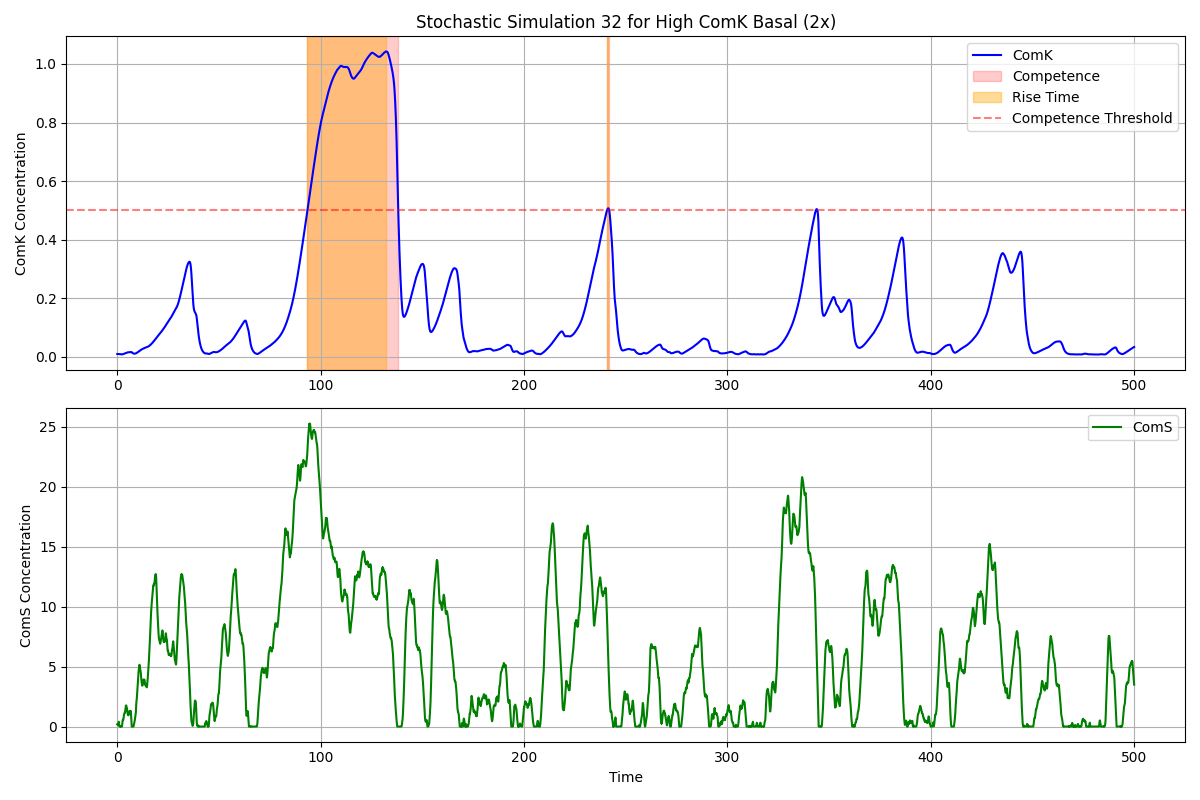 Stochastic Simulation 32 for High ComK Basal (2x)
ComK Concentration
1.0
0.8
0.6
0.4
0.2
0.0
ComK
Competence
Rise Time
Competence Threshold
0 100 200 300 400 500
ComS Concentration
25
20
15
10
5
0
ComS
0 100 200 300 400 500
Time